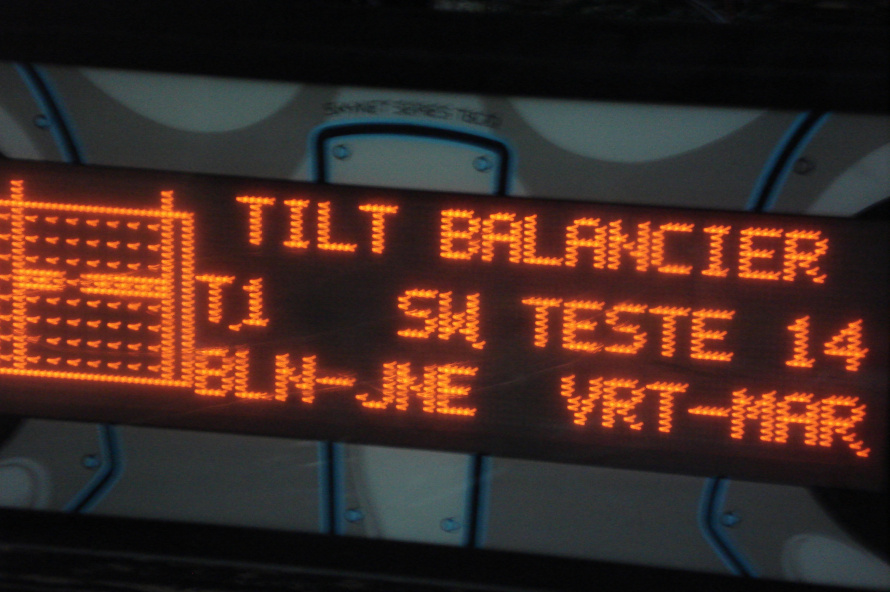 TILT BALANCIER
T1 SW TESTE 14
BLN-JNE VRT-MAR